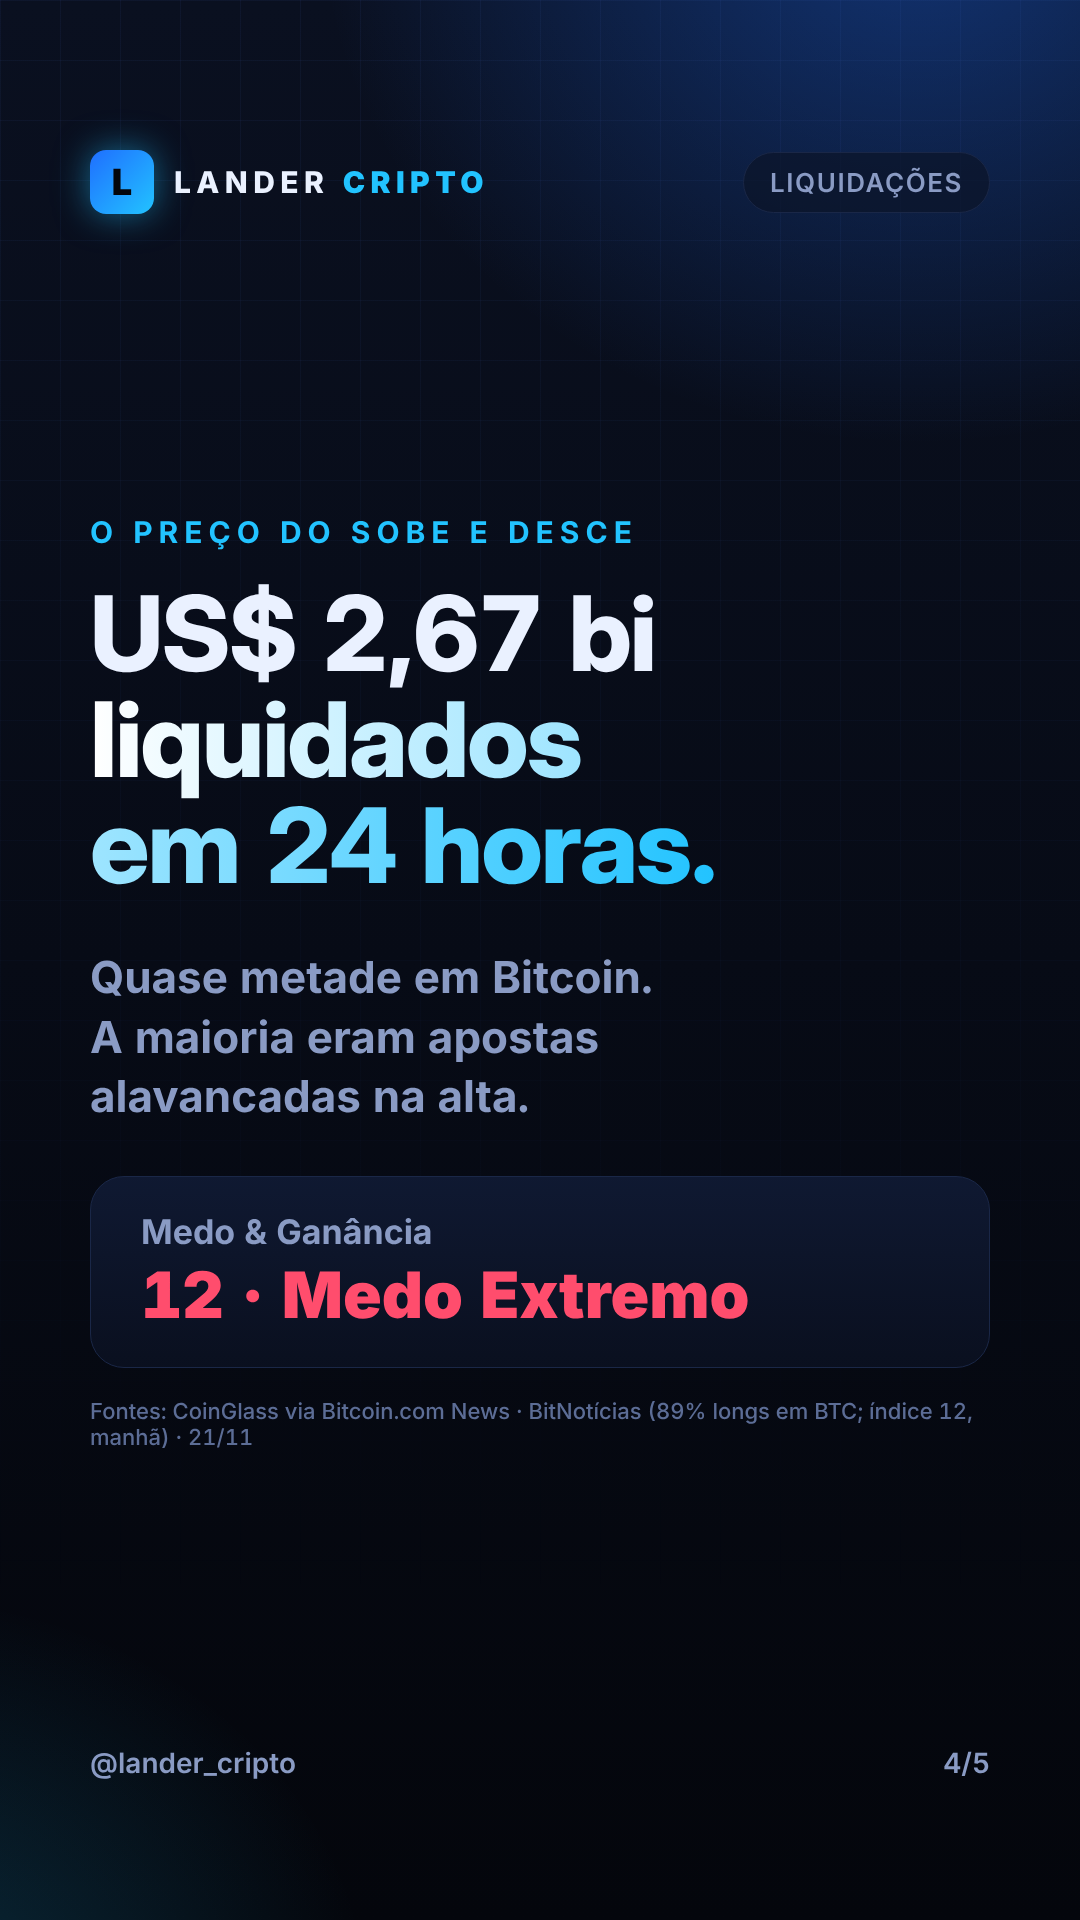 L LANDER CRIPTO
LIQUIDAÇÕES
O PREÇO DO SOBE E DESCE
US$ 2,67 bi
liquidados
em 24 horas.
Quase metade em Bitcoin.
A maioria eram apostas
alavancadas na alta.
Medo & Ganância
12 · Medo Extremo
Fontes: CoinGlass via Bitcoin.com News · BitNotícias (89% longs em BTC; índice 12,
manhã) · 21/11
@lander_cripto
4/5